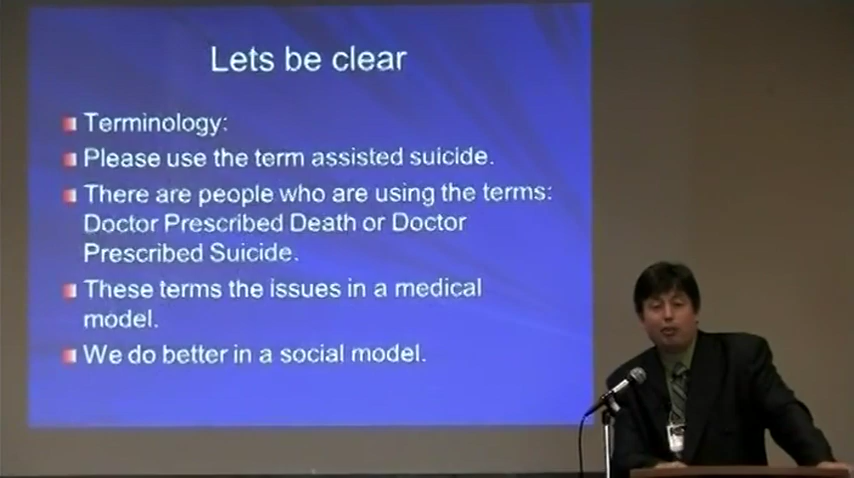 Lets be clear
Terminology:
Please use the term assisted suicide.
There are people who are using the terms:
Doctor Prescribed Death or Doctor
Prescribed Suicide.
These terms the issues in a medical
model.
We do better in a social model.